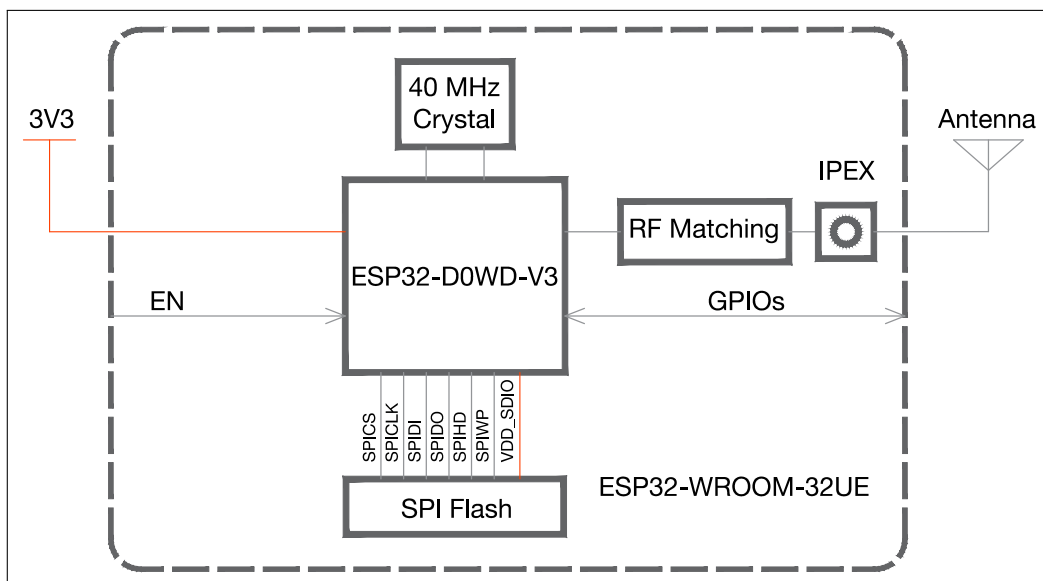 40 MHz
Crystal
3V3
Antenna
IPEX
RF Matching
ESP32-D0WD-V3
EN
GPIOs
SPICS
SPICLK
SPIDI
SPIDO
SPIHD
SPIWP
VDD_SDIO
ESP32-WROOM-32UE
SPI Flash